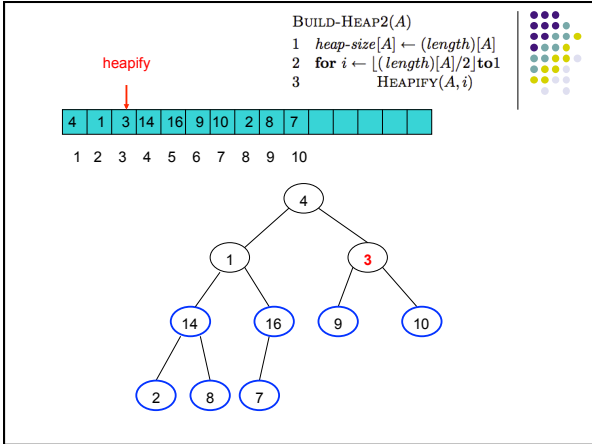 BUILD-HEAP2(A)
1 heap-size[A] ← (length)[A]
2 for i ← ⌊(length)[A]/2⌋to1
3 HEAPIFY(A, i)
heapify
4 1 3 14 16 9 10 2 8 7
1 2 3 4 5 6 7 8 9 10
4
1 3
14 16 9 10
2 8 7